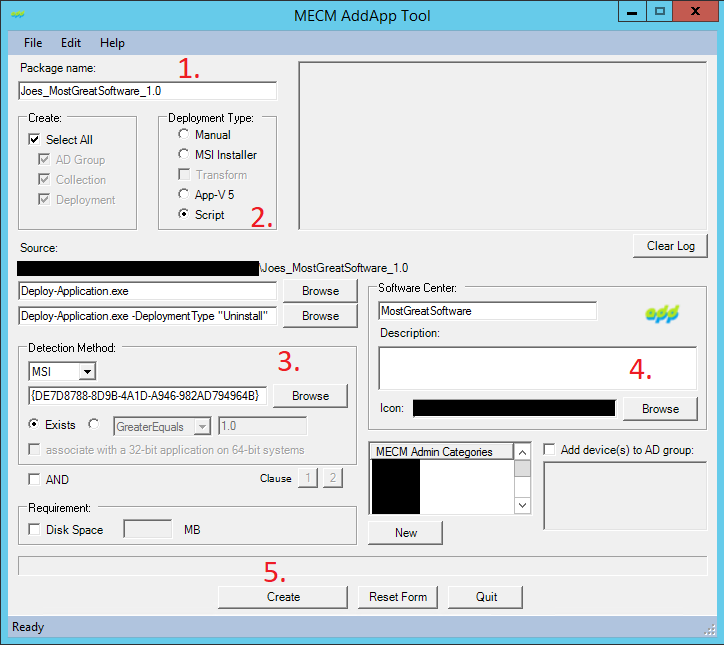 MECM AddApp Tool
File Edit Help
Package name:
1.
Joes_MostGreatSoftware_1.0
Create:
Select All
AD Group
Collection
Deployment
Deployment Type:
Manual
MSI Installer
Transform
App-V 5
Script
2.
Clear Log
Source:
\Joes_MostGreatSoftware_1.0
Deploy-Application.exe
Browse
Deploy-Application.exe -DeploymentType "Uninstall"
Browse
Software Center:
MostGreatSoftware
add
Description:
4.
Icon:
Browse
Detection Method:
3.
MSI
{DE7D8788-8D9B-4A1D-A946-982AD794964B}
Browse
Exists
GreaterEquals
1.0
associate with a 32-bit application on 64-bit systems
AND
Clause 1 2
MECM Admin Categories
New
Add device(s) to AD group:
Requirement:
Disk Space
MB
5.
Create
Reset Form
Quit
Ready